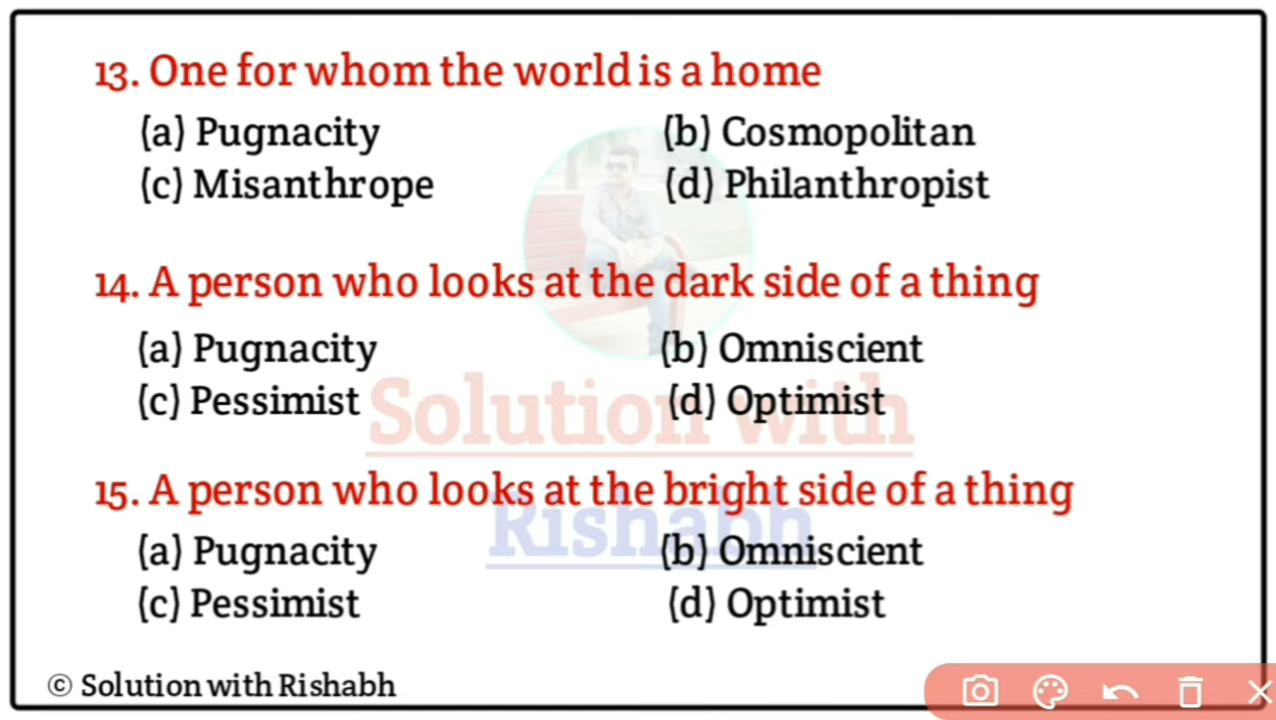 13. One for whom the world is a home
(a) Pugnacity (b) Cosmopolitan
(c) Misanthrope (d) Philanthropist
14. A person who looks at the dark side of a thing
(a) Pugnacity (b) Omniscient
(c) Pessimist (d) Optimist
Solution with
15. A person who looks at the bright side of a thing
Rishabh
(a) Pugnacity (b) Omniscient
(c) Pessimist (d) Optimist
© Solution with Rishabh